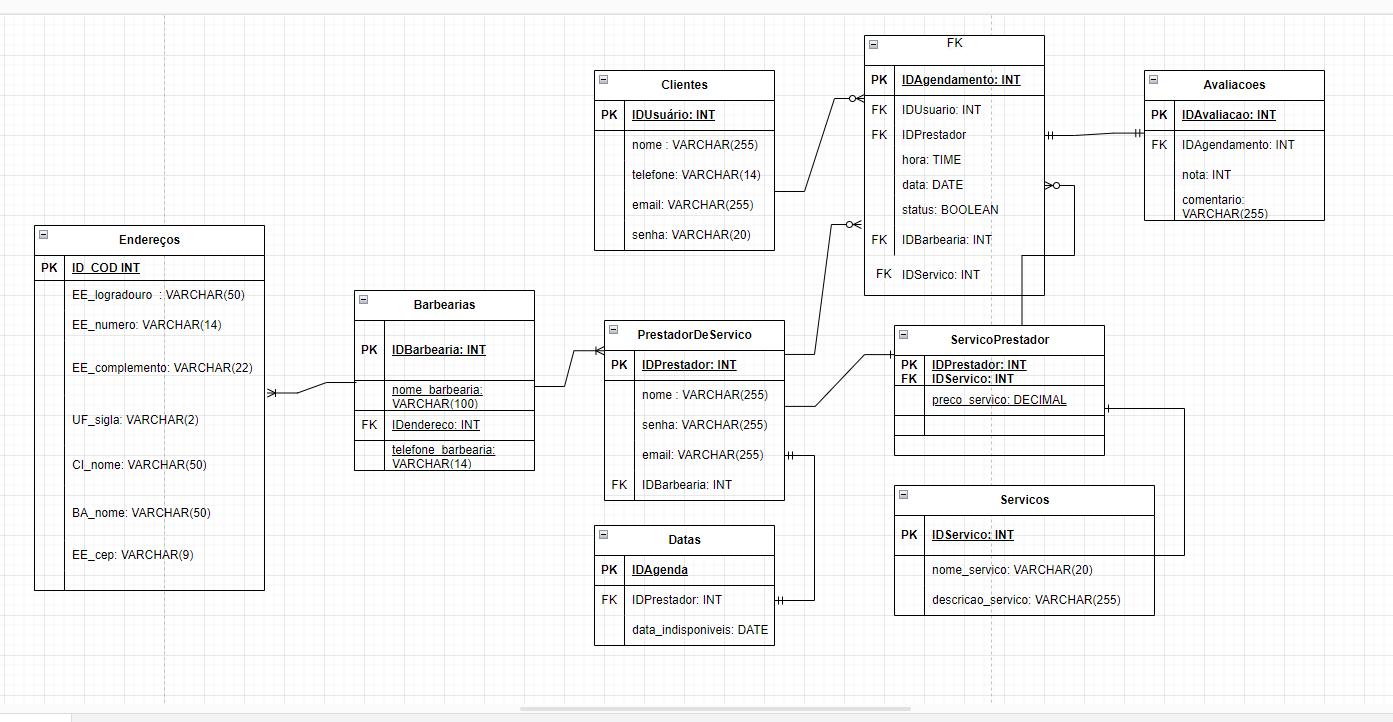 FK
PK IDAgendamento: INT
FK IDUsuario: INT
FK IDPrestador
hora: TIME
data: DATE
status: BOOLEAN
FK IDBarbearia: INT
FK IDServico: INT
Clientes
PK IDUsuário: INT
nome : VARCHAR(255)
telefone: VARCHAR(14)
email: VARCHAR(255)
senha: VARCHAR(20)
Avaliacoes
PK IDAvaliacao: INT
FK IDAgendamento: INT
nota: INT
comentario:
VARCHAR(255)
Endereços
PK ID_COD INT
EE_logradouro : VARCHAR(50)
EE_numero: VARCHAR(14)
EE_complemento: VARCHAR(22)
UF_sigla: VARCHAR(2)
CI_nome: VARCHAR(50)
BA_nome: VARCHAR(50)
EE_cep: VARCHAR(9)
Barbearias
PK IDBarbearia: INT
nome_barbearia:
VARCHAR(100)
FK IDendereco: INT
telefone_barbearia:
VARCHAR(14)
PrestadorDeServico
PK IDPrestador: INT
nome : VARCHAR(255)
senha: VARCHAR(255)
email: VARCHAR(255)
FK IDBarbearia: INT
ServicoPrestador
PK IDPrestador: INT
FK IDServico: INT
preco_servico: DECIMAL
Datas
PK IDAgenda
FK IDPrestador: INT
data_indisponiveis: DATE
Servicos
PK IDServico: INT
nome_servico: VARCHAR(20)
descricao_servico: VARCHAR(255)